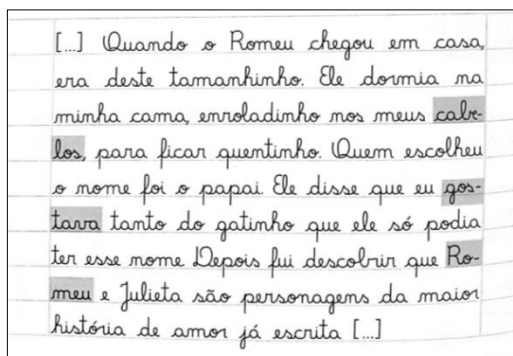 [...] Quando o Romeu chegou em casa,
era deste tamanhinho. Ele dormia na
minha cama, enroladinho nos meus cabe-
los, para ficar quentinho. Quem escolheu
o nome foi o papai. Ele disse que eu gos-
tava tanto do gatinho que ele só podia
ter esse nome Depois fui descobrir que Ro-
meu e Julieta são personagens da maior
história de amor já escrita [...]